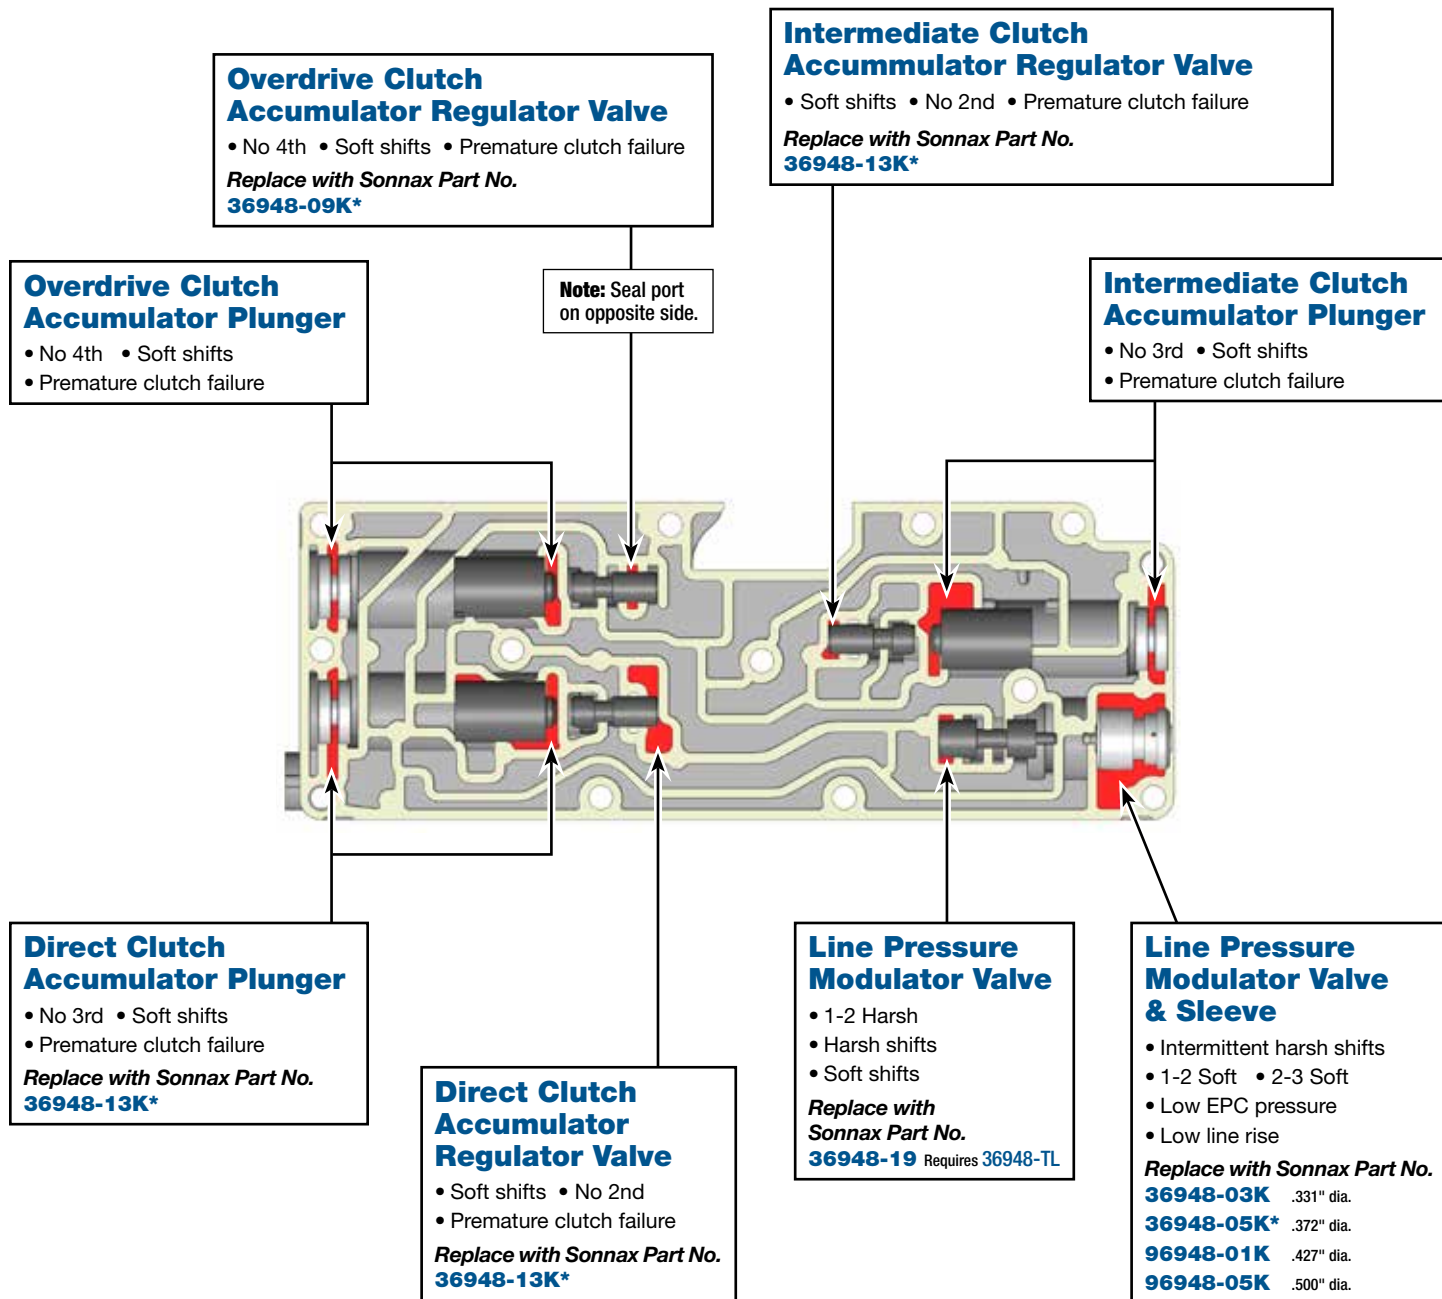 Intermediate Clutch
Accummulator Regulator Valve
• Soft shifts • No 2nd • Premature clutch failure
Replace with Sonnax Part No.
36948-13K*
Overdrive Clutch
Accumulator Regulator Valve
• No 4th • Soft shifts • Premature clutch failure
Replace with Sonnax Part No.
36948-09K*
Note: Seal port
on opposite side.
Overdrive Clutch
Accumulator Plunger
• No 4th • Soft shifts
• Premature clutch failure
Intermediate Clutch
Accumulator Plunger
• No 3rd • Soft shifts
• Premature clutch failure
Direct Clutch
Accumulator Plunger
• No 3rd • Soft shifts
• Premature clutch failure
Replace with Sonnax Part No.
36948-13K*
Direct Clutch
Accumulator
Regulator Valve
• Soft shifts • No 2nd
• Premature clutch failure
Replace with Sonnax Part No.
36948-13K*
Line Pressure
Modulator Valve
• 1-2 Harsh
• Harsh shifts
• Soft shifts
Replace with
Sonnax Part No.
36948-19 Requires 36948-TL
Line Pressure
Modulator Valve
& Sleeve
• Intermittent harsh shifts
• 1-2 Soft • 2-3 Soft
• Low EPC pressure
• Low line rise
Replace with Sonnax Part No.
36948-03K .331" dia.
36948-05K* .372" dia.
96948-01K .427" dia.
96948-05K .500" dia.